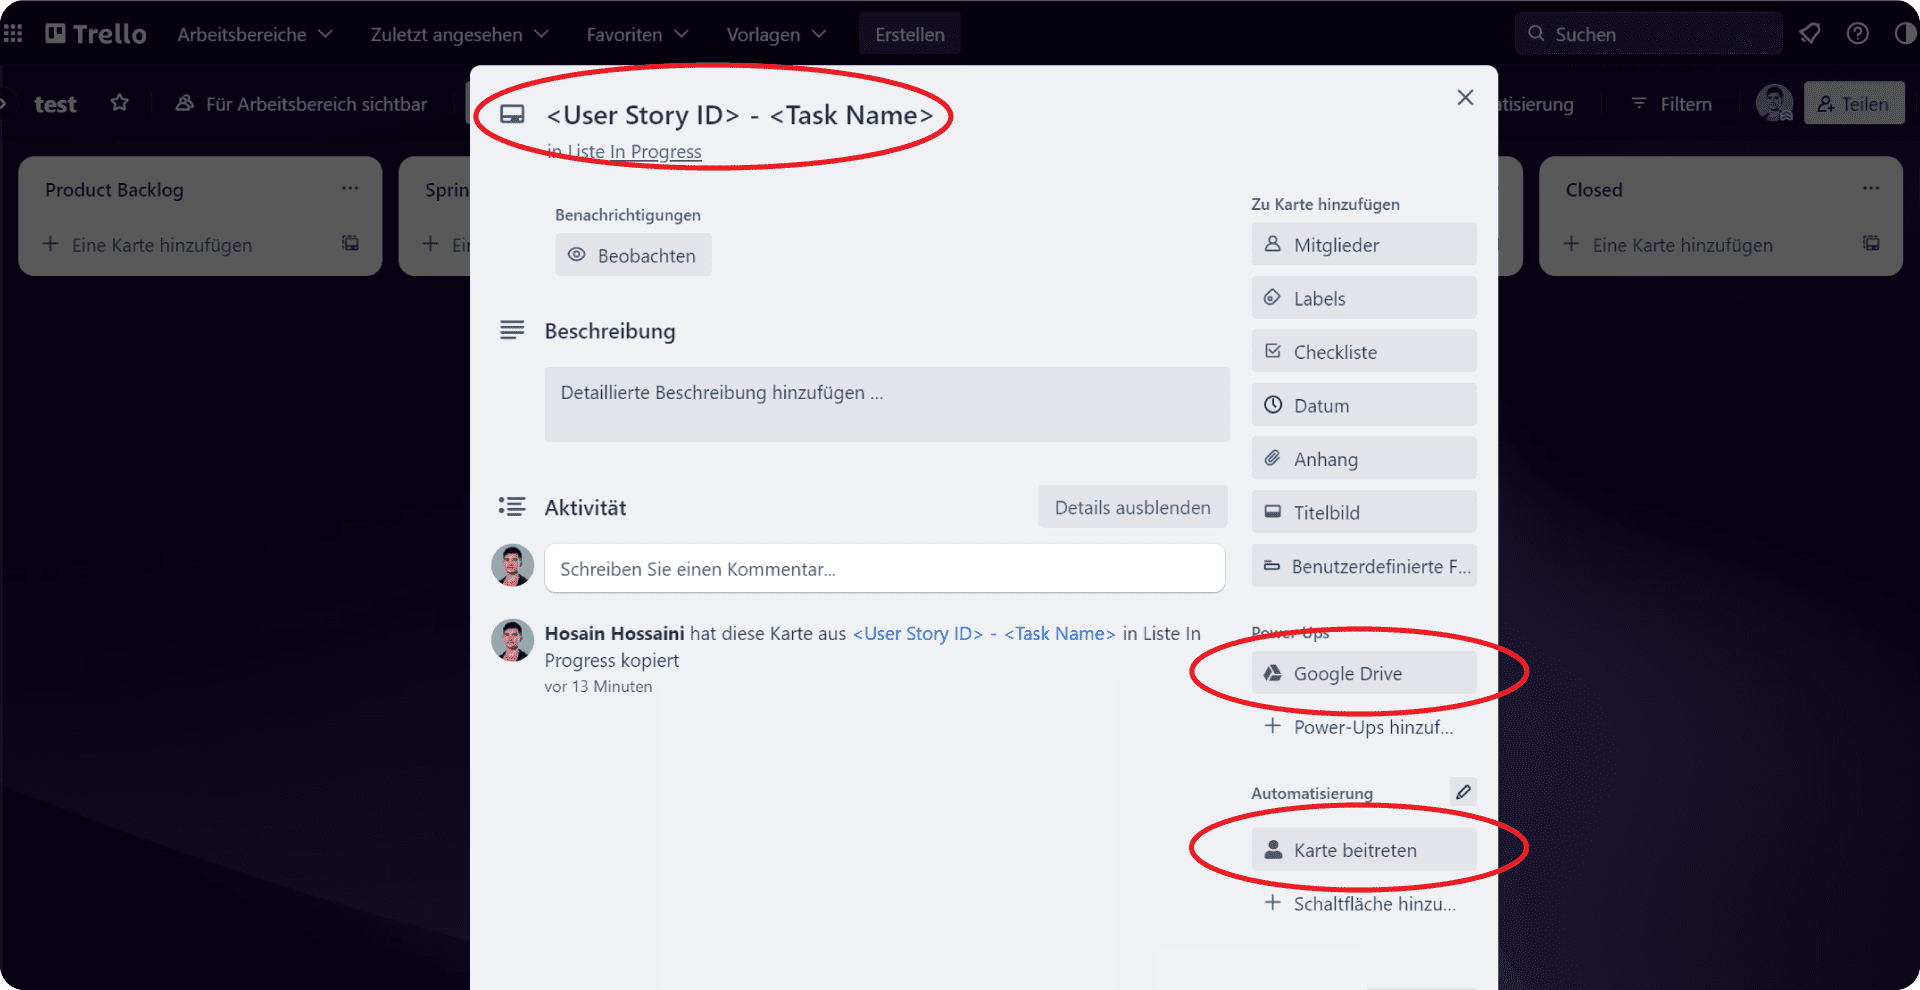 Trello
Arbeitsbereiche
Zuletzt angesehen
Favoriten
Vorlagen
Erstellen
Suchen
test
Für Arbeitsbereich sichtbar
Filtern
Teilen
Product Backlog
Eine Karte hinzufügen
Closed
Eine Karte hinzufügen
<User Story ID> - <Task Name>
in Liste In Progress
Benachrichtigungen
Beobachten
Beschreibung
Detaillierte Beschreibung hinzufügen ...
Aktivität
Details ausblenden
Schreiben Sie einen Kommentar...
Hosain Hossaini hat diese Karte aus <User Story ID> - <Task Name> in Liste In
Progress kopiert
vor 13 Minuten
Zu Karte hinzufügen
Mitglieder
Labels
Checkliste
Datum
Anhang
Titelbild
Benutzerdefinierte F...
Power-Ups
Google Drive
Power-Ups hinzuf...
Automatisierung
Karte beitreten
Schaltfläche hinzu...